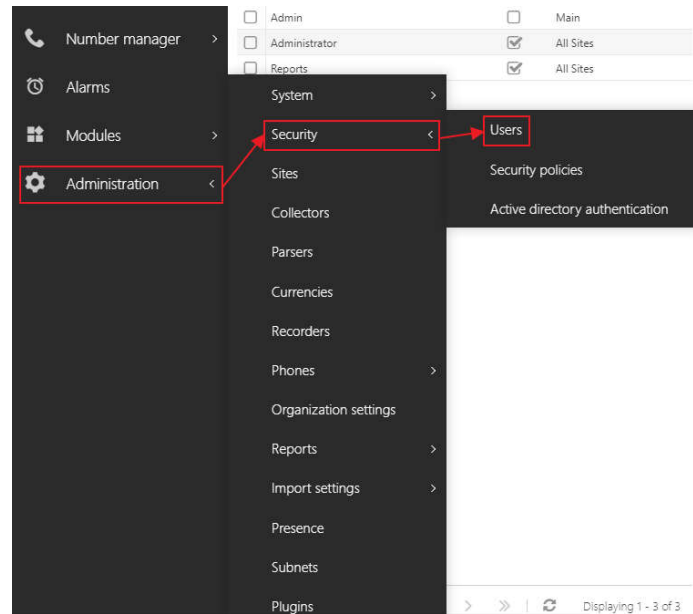 Admin Main
Number manager
Administrator All Sites
Reports All Sites
Alarms
Modules
Administration
System
Security
Sites
Collectors
Parsers
Currencies
Recorders
Phones
Organization settings
Reports
Import settings
Presence
Subnets
Plugins
Users
Security policies
Active directory authentication
Displaying 1 - 3 of 3